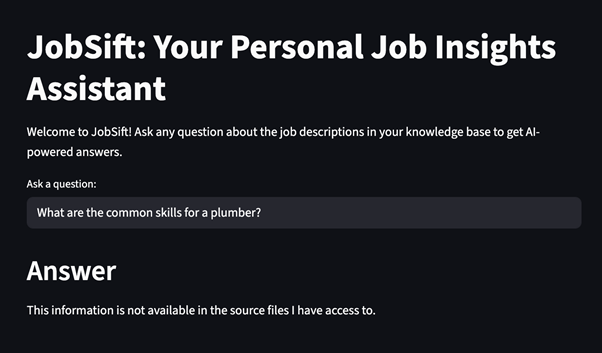 JobSift: Your Personal Job Insights
Assistant
Welcome to JobSift! Ask any question about the job descriptions in your knowledge base to get AI-
powered answers.
Ask a question:
What are the common skills for a plumber?
Answer
This information is not available in the source files I have access to.